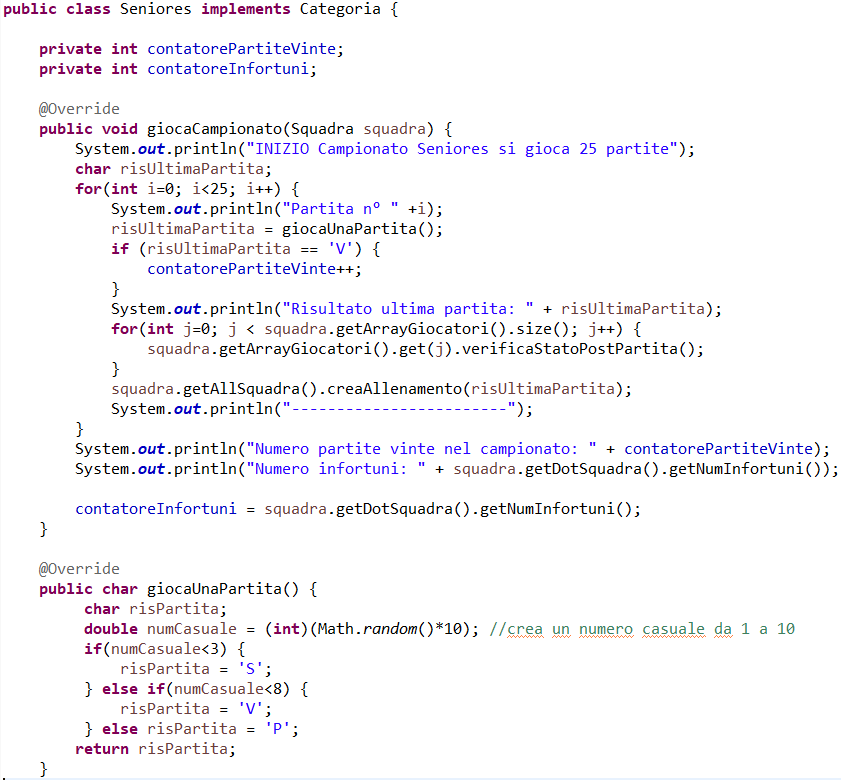 public class Seniores implements Categoria {
private int contatorePartiteVinte;
private int contatoreInfortuni;
@Override
public void giocaCampionato(Squadra squadra) {
System.out.println("INIZIO Campionato Seniores si gioca 25 partite");
char risUltimaPartita;
for(int i=0; i<25; i++) {
System.out.println("Partita n° " +i);
risUltimaPartita = giocaUnaPartita();
if (risUltimaPartita == 'V') {
contatorePartiteVinte++;
}
System.out.println("Risultato ultima partita: " + risUltimaPartita);
for(int j=0; j < squadra.getArrayGiocatori().size(); j++) {
squadra.getArrayGiocatori().get(j).verificaStatoPostPartita();
}
squadra.getAllSquadra().creaAllenamento(risUltimaPartita);
System.out.println("------------------------");
}
System.out.println("Numero partite vinte nel campionato: " + contatorePartiteVinte);
System.out.println("Numero infortuni: " + squadra.getDotSquadra().getNumInfortuni());
contatoreInfortuni = squadra.getDotSquadra().getNumInfortuni();
}
@Override
public char giocaUnaPartita() {
char risPartita;
double numCasuale = (int)(Math.random()*10); //crea un numero casuale da 1 a 10
if(numCasuale<3) {
risPartita = 'S';
} else if(numCasuale<8) {
risPartita = 'V';
} else risPartita = 'P';
return risPartita;
}